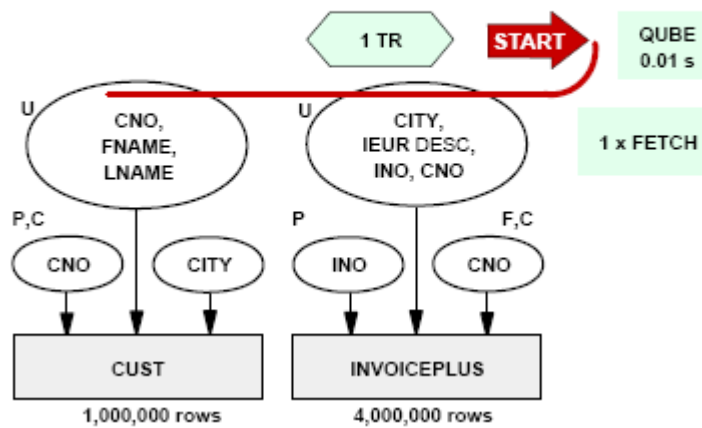 1 TR
START
QUBE
0.01 s
U
CNO,
FNAME,
LNAME
U
CITY,
IEUR DESC,
INO, CNO
1 x FETCH
P,C
CNO
CITY
P
INO
F,C
CNO
CUST
INVOICEPLUS
1,000,000 rows
4,000,000 rows